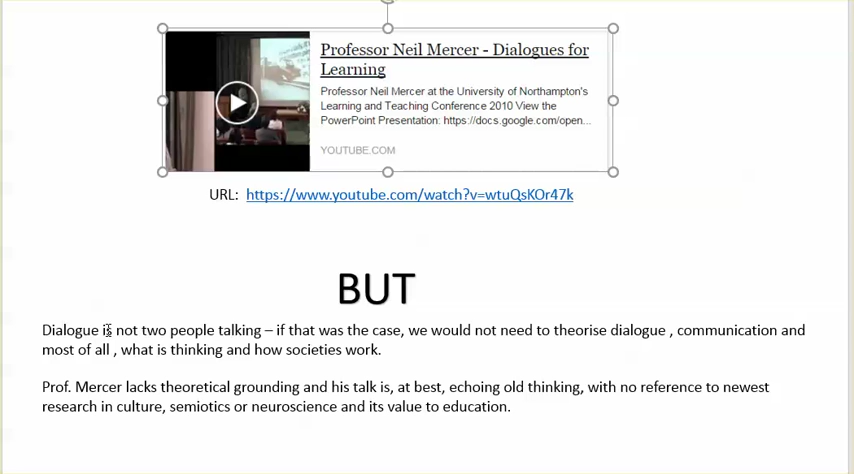 Professor Neil Mercer - Dialogues for
Learning
Professor Neil Mercer at the University of Northampton's
Learning and Teaching Conference 2010 View the
PowerPoint Presentation: https://docs.google.com/open...
YOUTUBE.COM
URL: https://www.youtube.com/watch?v=wtuQsKOr47k
BUT
Dialogue is not two people talking – if that was the case, we would not need to theorise dialogue , communication and
most of all , what is thinking and how societies work.
Prof. Mercer lacks theoretical grounding and his talk is, at best, echoing old thinking, with no reference to newest
research in culture, semiotics or neuroscience and its value to education.